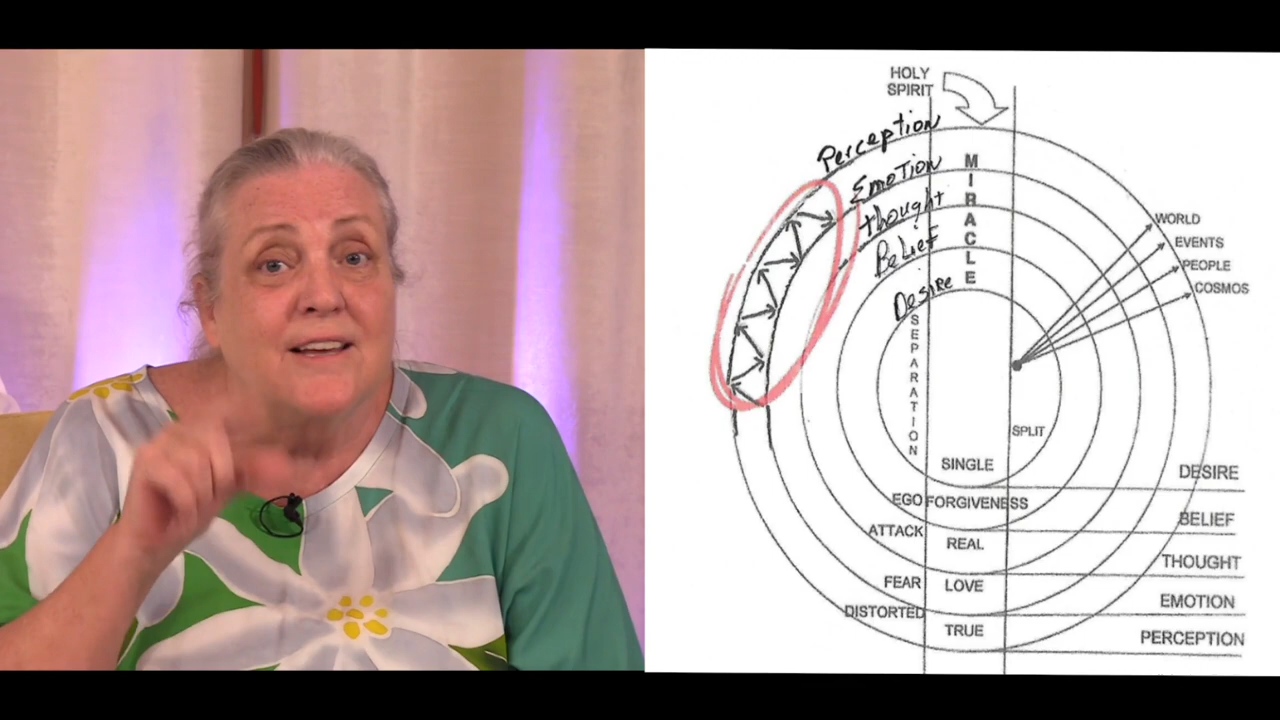 HOLY
SPIRIT
Perception
Emotion
thought
Belief
Desire
MIRACLE
WORLD
EVENTS
PEOPLE
COSMOS
SEPARATION
SPLIT
SINGLE
DESIRE
EGO FORGIVENESS
BELIEF
ATTACK
REAL
THOUGHT
FEAR
LOVE
EMOTION
DISTORTED
TRUE
PERCEPTION